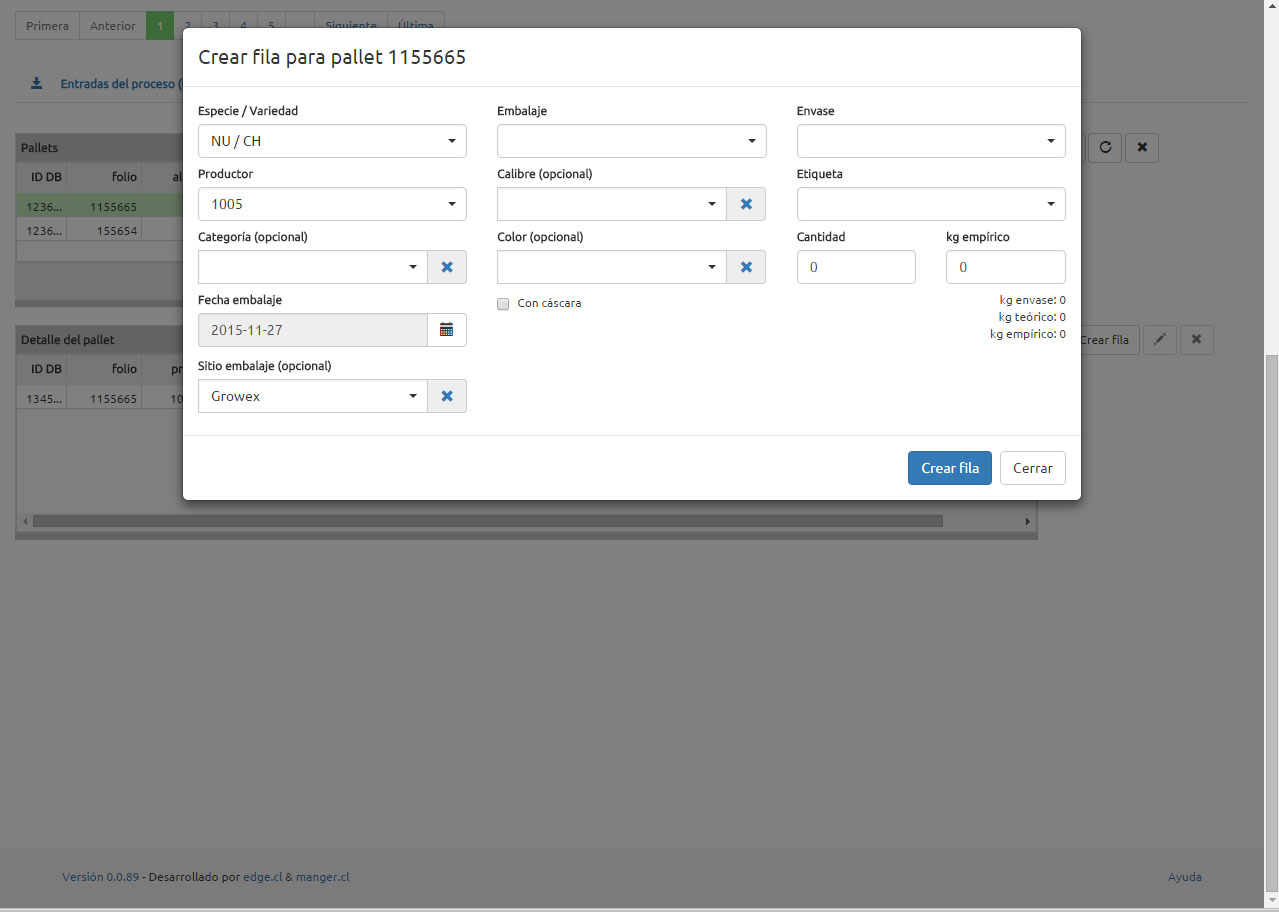 Primera Anterior 1 2 3 4 5 Siguiente Última
Crear fila para pallet 1155665
Entradas del proceso
Especie / Variedad Embalaje Envase
NU / CH
Pallets
Productor Calibre (opcional) Etiqueta
ID DB folio al
1005
1236... 1155665
1236... 155654
Categoría (opcional) Color (opcional) Cantidad kg empírico
0 0
Fecha embalaje Con cáscara kg envase: 0
kg teórico: 0
2015-11-27 kg empírico: 0
Detalle del pallet Crear fila
Sitio embalaje (opcional)
ID DB folio pr
Growex
1345... 1155665 10
Crear fila Cerrar
Versión 0.0.89 - Desarrollado por edge.cl & manger.cl Ayuda